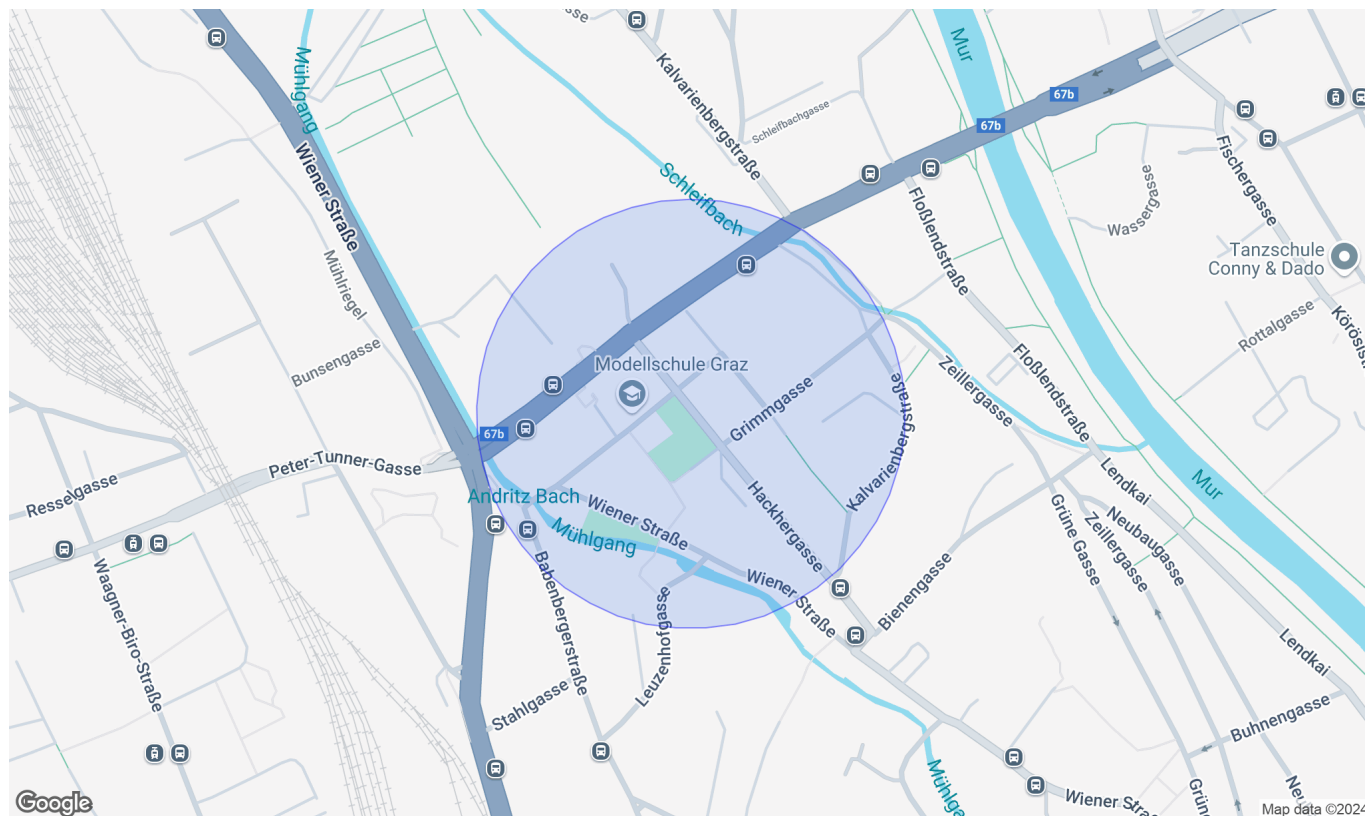 Mühlgang
Wiener Straße
Mühlriegel
Bunsengasse
Kalvarienbergstraße
Schleifbachgasse
Schleifbach
Mur
67b
67b
Fischergasse
Wassergasse
Floßlendstraße
Tanzschule
Conny & Dado
Rottalgasse
Modellschule Graz
Grimmgasse
Zeillergasse
Floßlendstraße
Kalvarienbergstraße
67b
Peter-Tunner-Gasse
Resselgasse
Andritz Bach
Mühlgang
Wiener Straße
Hackhergasse
Lendkai
Mur
Grüne Gasse
Zeillergasse
Neubaugasse
Waagner-Biro-Straße
Babenbergerstraße
Leuzenhofgasse
Wiener Straße
Bienengasse
Lendkai
Stahlgasse
Buhnengasse
Wiener Stra
Google
Map data ©2024